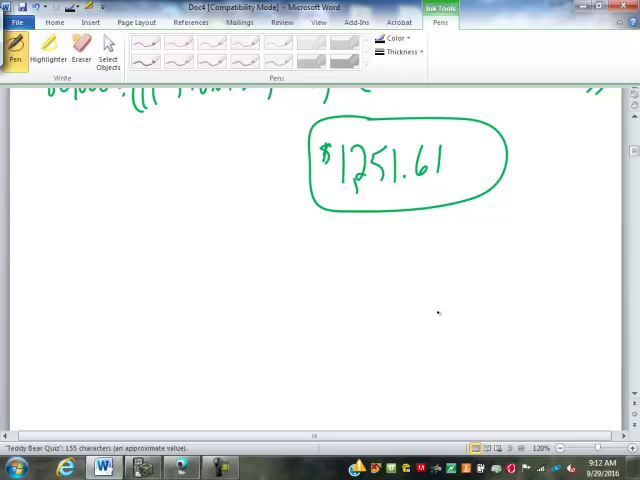 Doc4 [Compatibility Mode] - Microsoft Word
Ink Tools
File Home Insert Page Layout References Mailings Review View Add-Ins Acrobat Pens
Pen Highlighter Eraser Select Objects
Color
Thickness
Write Pens
$1,251.61
"Teddy Bear Quiz": 155 characters (an approximate value).
120%
9:12 AM
9/29/2016